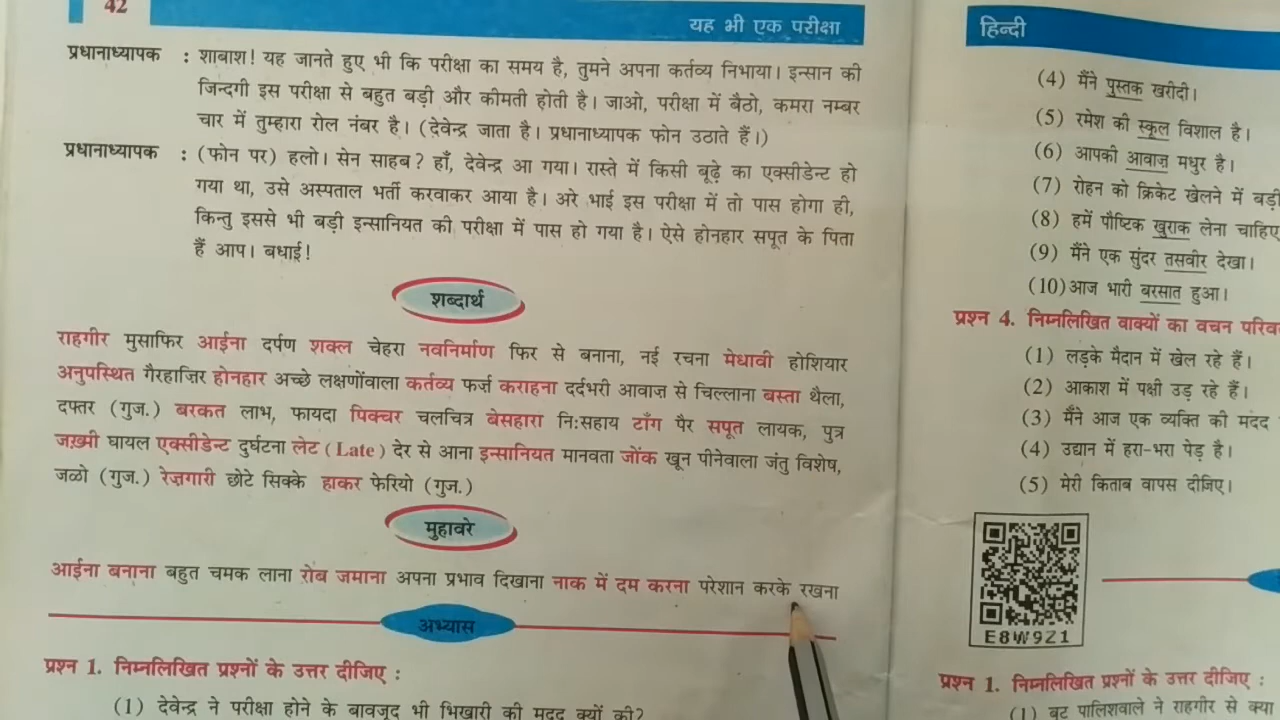 42
यह भी एक परीक्षा
प्रधानाध्यापक : शाबाश! यह जानते हुए भी कि परीक्षा का समय है, तुमने अपना कर्तव्य निभाया। इन्सान की
जिन्दगी इस परीक्षा से बहुत बड़ी और कीमती होती है। जाओ, परीक्षा में बैठो, कमरा नम्बर
चार में तुम्हारा रोल नंबर है। (देवेन्द्र जाता है। प्रधानाध्यापक फोन उठाते हैं।)
प्रधानाध्यापक : (फोन पर) हलो। सेन साहब? हाँ, देवेन्द्र आ गया। रास्ते में किसी बूढ़े का एक्सीडेन्ट हो
गया था, उसे अस्पताल भर्ती करवाकर आया है। अरे भाई इस परीक्षा में तो पास होगा ही,
किन्तु इससे भी बड़ी इन्सानियत की परीक्षा में पास हो गया है। ऐसे होनहार सपूत के पिता
हैं आप। बधाई!
शब्दार्थ
राहगीर मुसाफिर आईना दर्पण शक्ल चेहरा नवनिर्माण फिर से बनाना, नई रचना मेधावी होशियार
अनुपस्थित गैरहाज़िर होनहार अच्छे लक्षणोंवाला कर्तव्य फर्ज़ कराहना दर्दभरी आवाज़ से चिल्लाना बस्ता थैला,
दफ्तर (गुज.) बरकत लाभ, फायदा पिक्चर चलचित्र बेसहारा नि:सहाय टाँग पैर सपूत लायक, पुत्र
जख़्मी घायल एक्सीडेन्ट दुर्घटना लेट (Late) देर से आना इन्सानियत मानवता जोंक खून पीनेवाला जंतु विशेष,
जळो (गुज.) रेज़गारी छोटे सिक्के हाकर फेरियो (गुज.)
मुहावरे
आईना बनाना बहुत चमक लाना रोब जमाना अपना प्रभाव दिखाना नाक में दम करना परेशान करके रखना
अभ्यास
प्रश्न 1. निम्नलिखित प्रश्नों के उत्तर दीजिए :
(1) देवेन्द्र ने परीक्षा होने के बावजूद भी भिखारी की मदद क्यों की?
हिन्दी
(4) मैंने पुस्तक खरीदी।
(5) रमेश की स्कूल विशाल है।
(6) आपकी आवाज़ मधुर है।
(7) रोहन को क्रिकेट खेलने में बड़ी
(8) हमें पौष्टिक खुराक लेना चाहिए
(9) मैंने एक सुंदर तसवीर देखा।
(10) आज भारी बरसात हुआ।
प्रश्न 4. निम्नलिखित वाक्यों का वचन
(1) लड़के मैदान में खेल रहे हैं।
(2) आकाश में पक्षी उड़ रहे हैं।
(3) मैंने आज एक व्यक्ति की मदद
(4) उद्यान में हरा-भरा पेड़ है।
(5) मेरी किताब वापस दीजिए।
E8W9Z1
प्रश्न 1. निम्नलिखित प्रश्नों के उत्तर दीजिए :
(1) बूट पालिशवाले ने राहगीर से क्या